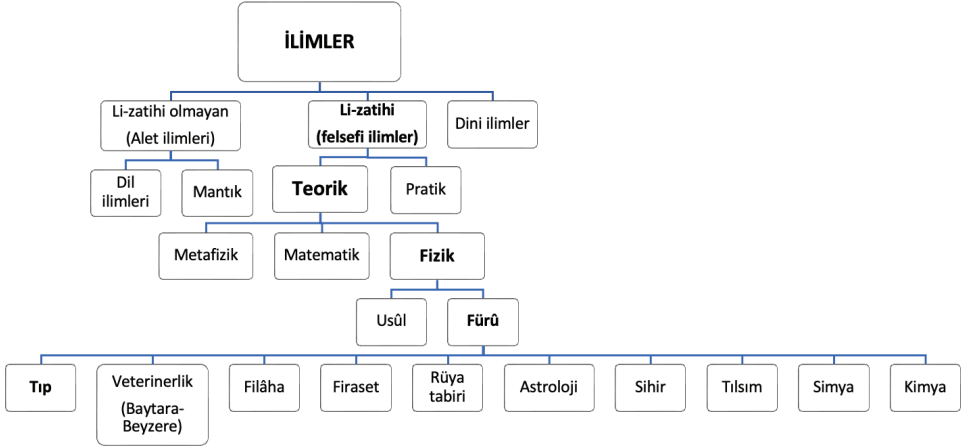 İLİMLER
Li-zatihi olmayan
(Alet ilimleri)
Li-zatihi
(felsefi ilimler)
Dini ilimler
Dil
ilimleri
Mantık
Teorik
Pratik
Metafizik
Matematik
Fizik
Usûl
Fürû
Tıp
Veterinerlik
(Baytara-
Beyzere)
Filâha
Firaset
Rüya
tabiri
Astroloji
Sihir
Tılsım
Simya
Kimya